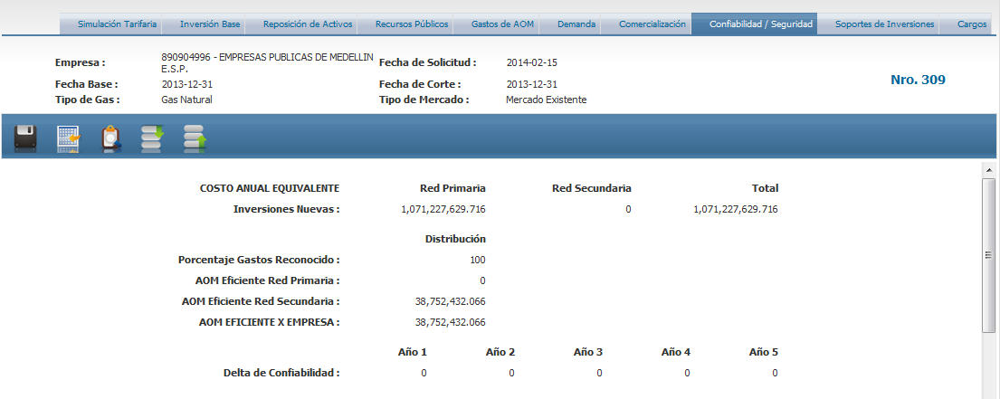 Simulación Tarifaria Inversión Base Reposición de Activos Recursos Públicos Gastos de AOM Demanda Comercialización Confiabilidad / Seguridad Soportes de Inversiones Cargos
Empresa : 890904996 - EMPRESAS PUBLICAS DE MEDELLIN E.S.P. Fecha de Solicitud : 2014-02-15
Fecha Base : 2013-12-31 Fecha de Corte : 2013-12-31 Nro. 309
Tipo de Gas : Gas Natural Tipo de Mercado : Mercado Existente
COSTO ANUAL EQUIVALENTE Red Primaria Red Secundaria Total
Inversiones Nuevas : 1,071,227,629.716 0 1,071,227,629.716
Distribución
Porcentaje Gastos Reconocido : 100
AOM Eficiente Red Primaria : 0
AOM Eficiente Red Secundaria : 38,752,432.066
AOM EFICIENTE X EMPRESA : 38,752,432.066
Año 1 Año 2 Año 3 Año 4 Año 5
Delta de Confiabilidad : 0 0 0 0 0